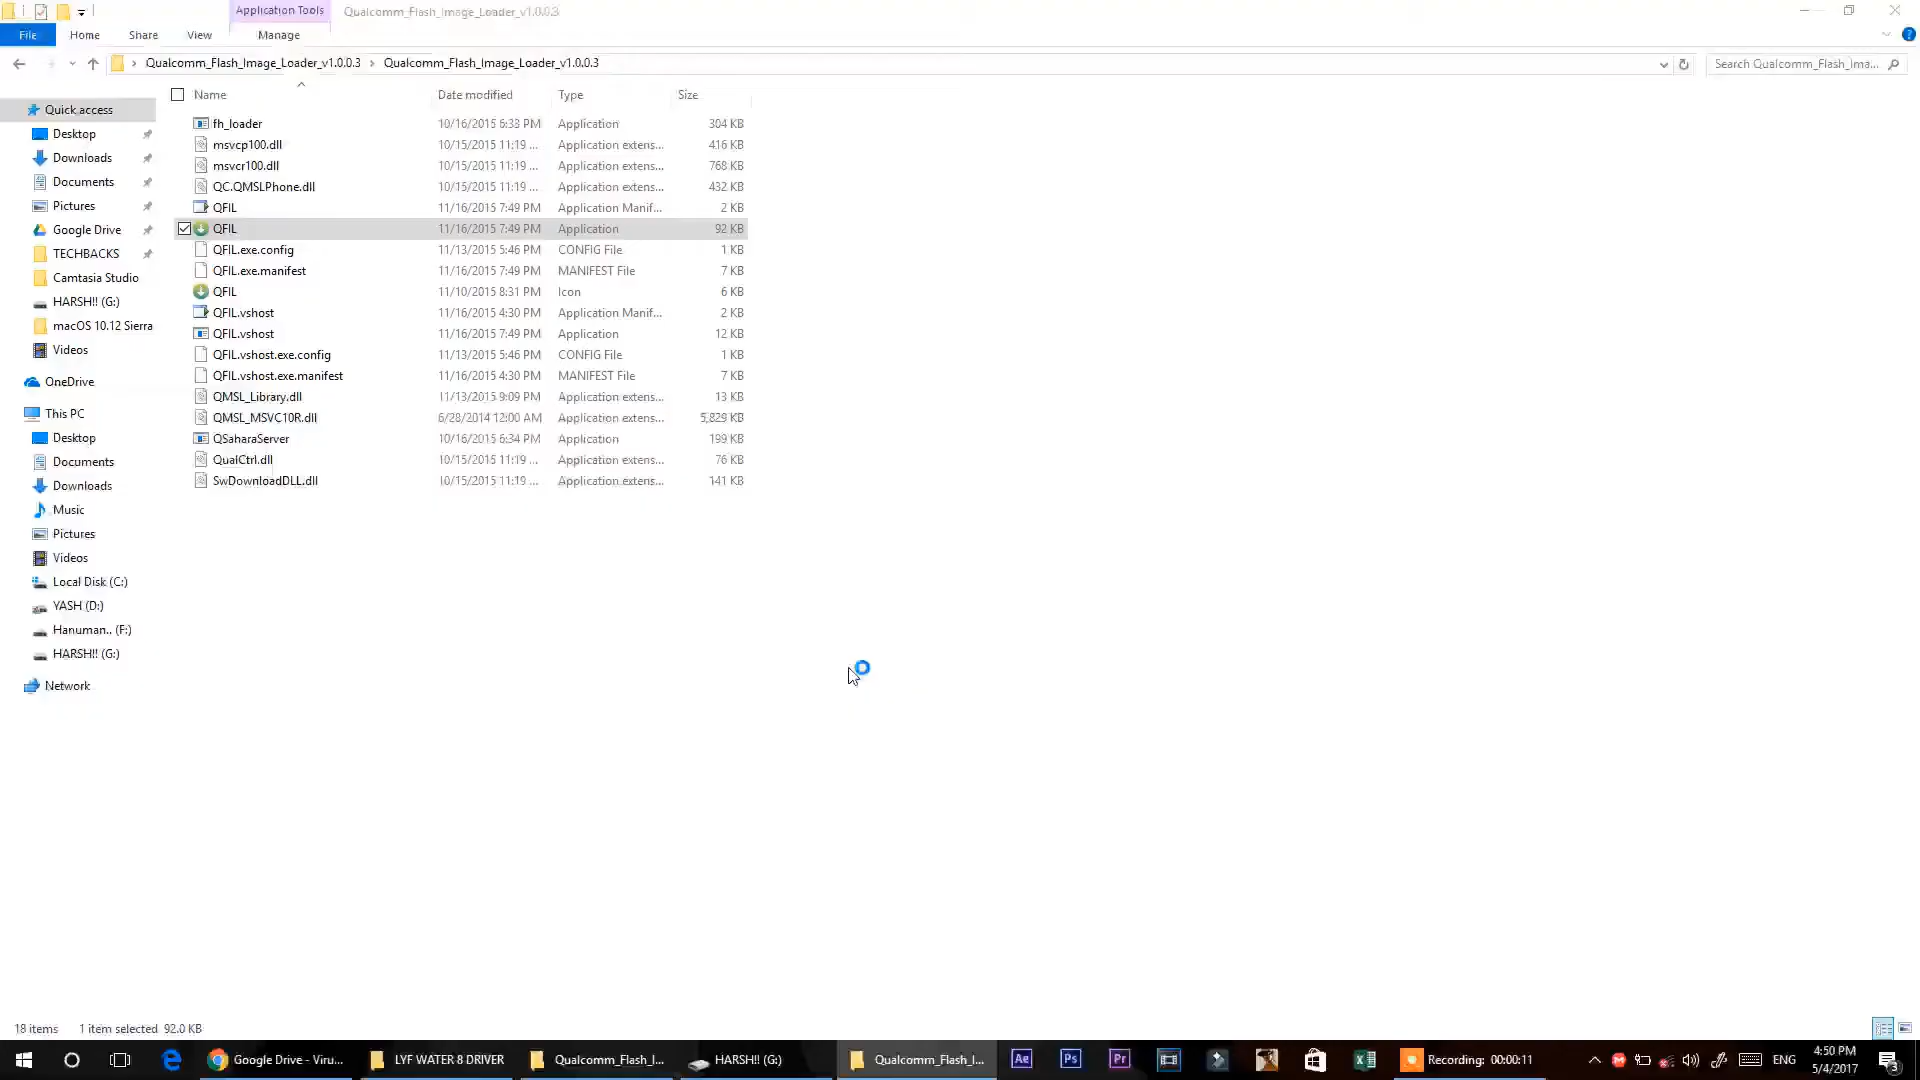 Application Tools
Qualcomm_Flash_Image_Loader_v1.0.0.3
File
Home
Share
View
Manage
Qualcomm_Flash_Image_Loader_v1.0.0.3 > Qualcomm_Flash_Image_Loader_v1.0.0.3
Search Qualcomm_Flash_Ima...
Name
Date modified
Type
Size
fh_loader 10/16/2015 6:33 PM Application 304 KB
msvcp100.dll 10/15/2015 11:19 ... Application extens... 416 KB
msvcr100.dll 10/15/2015 11:19 ... Application extens... 768 KB
QC.QMSLPhone.dll 10/15/2015 11:19 ... Application extens... 432 KB
QFIL 11/16/2015 7:49 PM Application Manif... 2 KB
QFIL 11/16/2015 7:49 PM Application 92 KB
QFIL.exe.config 11/13/2015 5:46 PM CONFIG File 1 KB
QFIL.exe.manifest 11/16/2015 7:49 PM MANIFEST File 7 KB
QFIL 11/10/2015 8:31 PM Icon 6 KB
QFIL.vshost 11/16/2015 4:30 PM Application Manif... 2 KB
QFIL.vshost 11/16/2015 7:49 PM Application 12 KB
QFIL.vshost.exe.config 11/13/2015 5:46 PM CONFIG File 1 KB
QFIL.vshost.exe.manifest 11/16/2015 4:30 PM MANIFEST File 7 KB
QMSL_Library.dll 11/13/2015 9:09 PM Application extens... 13 KB
QMSL_MSVC10R.dll 6/28/2014 12:00 AM Application extens... 5,829 KB
QSaharaServer 10/16/2015 6:34 PM Application 199 KB
QualCtrl.dll 10/15/2015 11:19 ... Application extens... 76 KB
SwDownloadDLL.dll 10/15/2015 11:19 ... Application extens... 141 KB
Quick access
Desktop
Downloads
Documents
Pictures
Google Drive
TECHBACKS
Camtasia Studio
HARSH!! (G:)
macOS 10.12 Sierra
Videos
OneDrive
This PC
Desktop
Documents
Downloads
Music
Pictures
Videos
Local Disk (C:)
YASH (D:)
Hanuman.. (F:)
HARSH!! (G:)
Network
18 items 1 item selected 92.0 KB
Google Drive - Viru...
LYF WATER 8 DRIVER
Qualcomm_Flash_I...
HARSH!! (G:)
Qualcomm_Flash_I...
Ae
Ps
Pr
Recording: 00:00:11
ENG
4:50 PM
5/4/2017
3